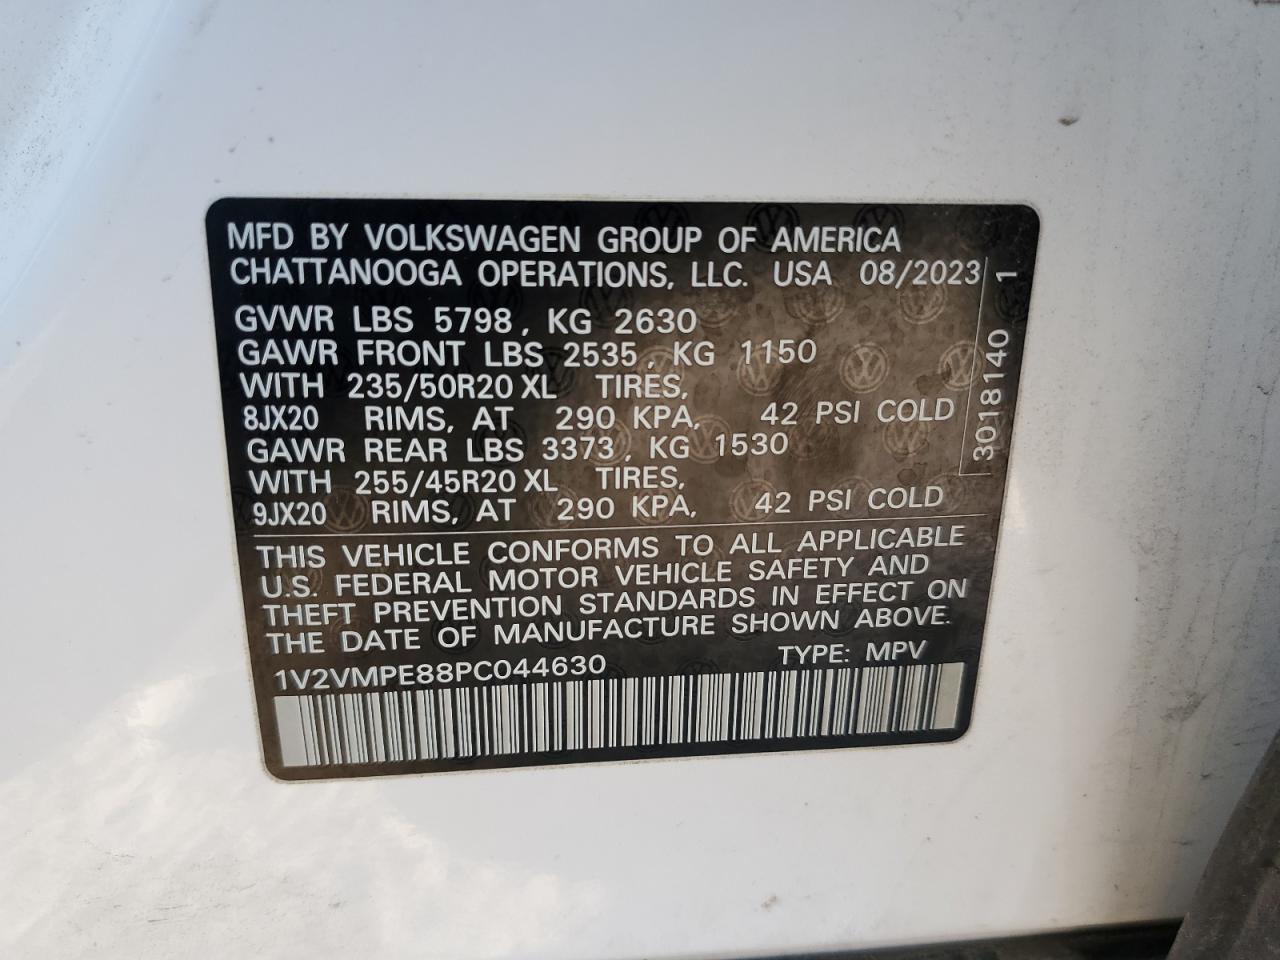 MFD BY VOLKSWAGEN GROUP OF AMERICA
CHATTANOOGA OPERATIONS, LLC. USA 08/2023
GVWR LBS 5798, KG 2630
GAWR FRONT LBS 2535, KG 1150
WITH 235/50R20 XL TIRES,
8JX20 RIMS, AT 290 KPA, 42 PSI COLD
GAWR REAR LBS 3373, KG 1530
WITH 255/45R20 XL TIRES,
9JX20 RIMS, AT 290 KPA, 42 PSI COLD
3018140 1
THIS VEHICLE CONFORMS TO ALL APPLICABLE
U.S. FEDERAL MOTOR VEHICLE SAFETY AND
THEFT PREVENTION STANDARDS IN EFFECT ON
THE DATE OF MANUFACTURE SHOWN ABOVE.
1V2VMPE88PC044630 TYPE: MPV